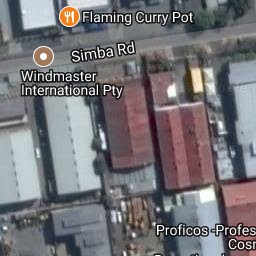 Flaming Curry Pot
Simba Rd
Windmaster
International Pty
Proficos -Profes
Cosm